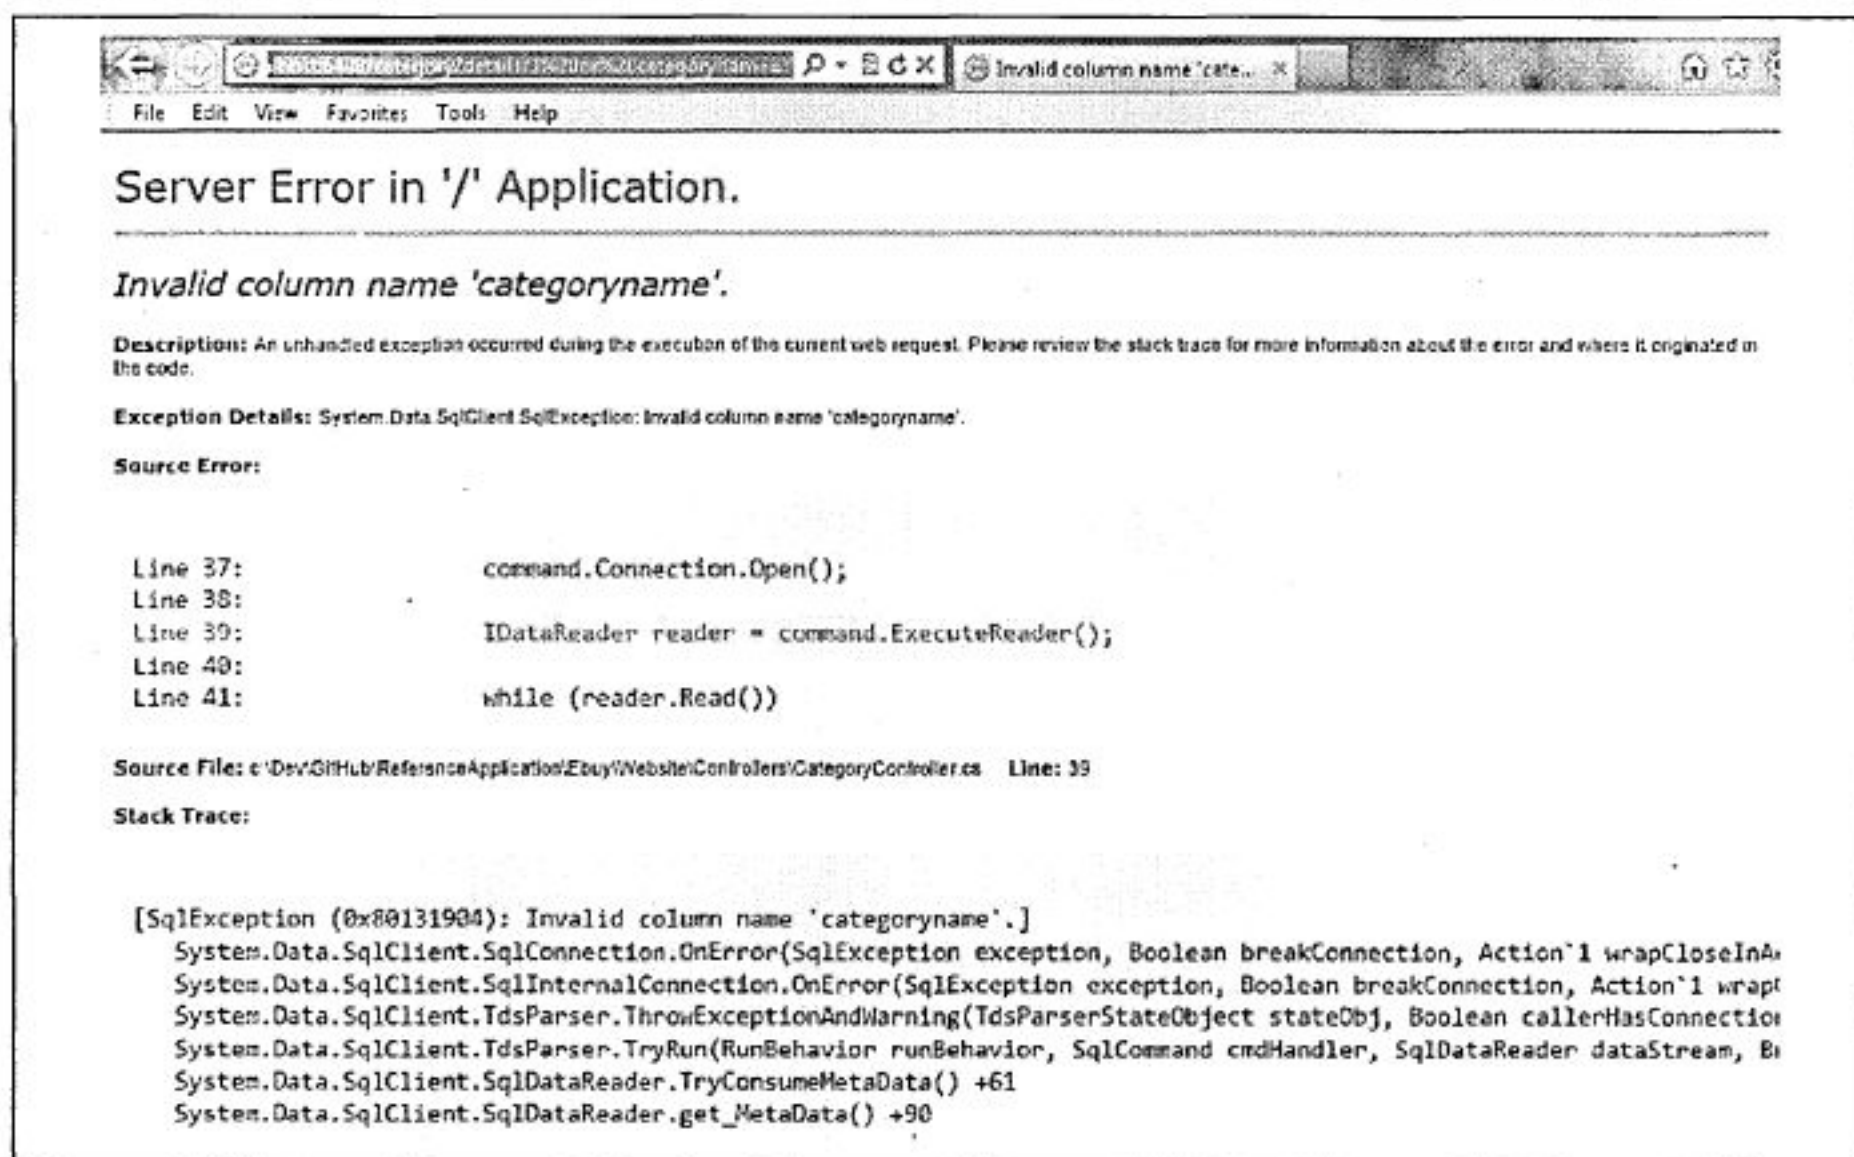 Invalid column name 'cate...
File Edit View Favorites Tools Help
Server Error in '/' Application.
Invalid column name 'categoryname'.
Description: An unhandled exception occurred during the execution of the current web request. Please review the stack trace for more information about the error and where it originated in
the code.
Exception Details: System.Data.SqlClient.SqlException: Invalid column name 'categoryname'.
Source Error:
Line 37: command.Connection.Open();
Line 38:
Line 39: IDataReader reader = command.ExecuteReader();
Line 40:
Line 41: while (reader.Read())
Source File: c:\Dev\GitHub\ReferenceApplication\Ebuy\Website\Controllers\CategoryController.cs Line: 39
Stack Trace:
[SqlException (0x80131904): Invalid column name 'categoryname'.]
System.Data.SqlClient.SqlConnection.OnError(SqlException exception, Boolean breakConnection, Action`1 wrapCloseInA
System.Data.SqlClient.SqlInternalConnection.OnError(SqlException exception, Boolean breakConnection, Action`1 wrap
System.Data.SqlClient.TdsParser.ThrowExceptionAndWarning(TdsParserStateObject stateObj, Boolean callerHasConnectio
System.Data.SqlClient.TdsParser.TryRun(RunBehavior runBehavior, SqlCommand cmdHandler, SqlDataReader dataStream, B
System.Data.SqlClient.SqlDataReader.TryConsumeMetaData() +61
System.Data.SqlClient.SqlDataReader.get_MetaData() +90